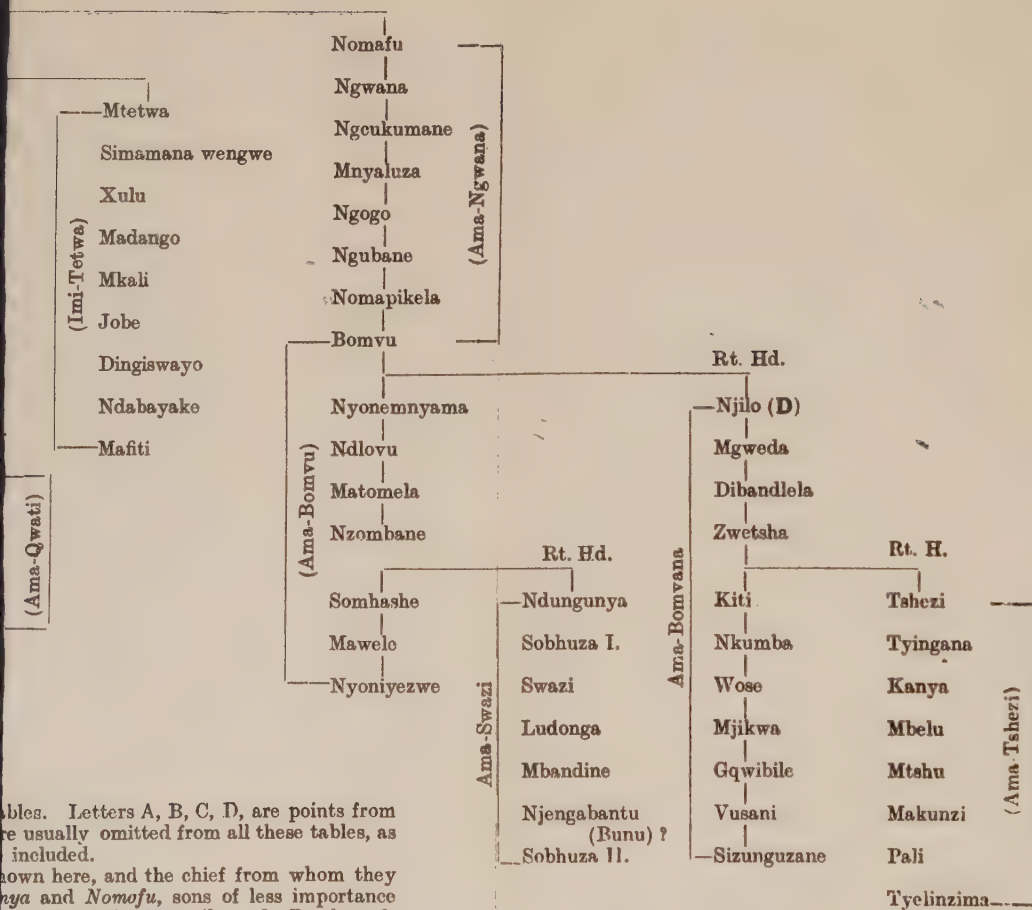 Nomafu
Ngwana
Ngcukumane
Mnyaluza
Ngogo
Ngubane
Nomapikela
Bomvu
(Ama-Ngwana)
Mtetwa
Simamana wengwe
Xulu
Madango
Mkali
Jobe
Dingiswayo
Ndabayake
Mafiti
(Imi-Tetwa)
(Ama-Qwati)
Nyonemnyama
Ndlovu
Matomela
Nzombane
Somhashe
Mawelo
Nyoniyezwe
(Ama-Bomvu)
Rt. Hd.
Ndungunya
Sobhuza I.
Swazi
Ludonga
Mbandine
Njengabantu
(Bunu) ?
Sobhuza II.
Ama-Swazi
Rt. Hd.
Njilo (D)
Mgweda
Dibandlela
Zwetsha
Kiti
Nkumba
Wose
Mjikwa
Gqwibile
Vusani
Sizunguzane
Ama-Bomvana
Rt. H.
Tshezi
Tyingana
Kanya
Mbelu
Mtshu
Makunzi
Pali
Tyelinzima
(Ama-Tshezi)
Letters A, B, C, D, are points from
usually omitted from all these tables, as
included.
here, and the chief from whom they
and Nomofu, sons of less importance